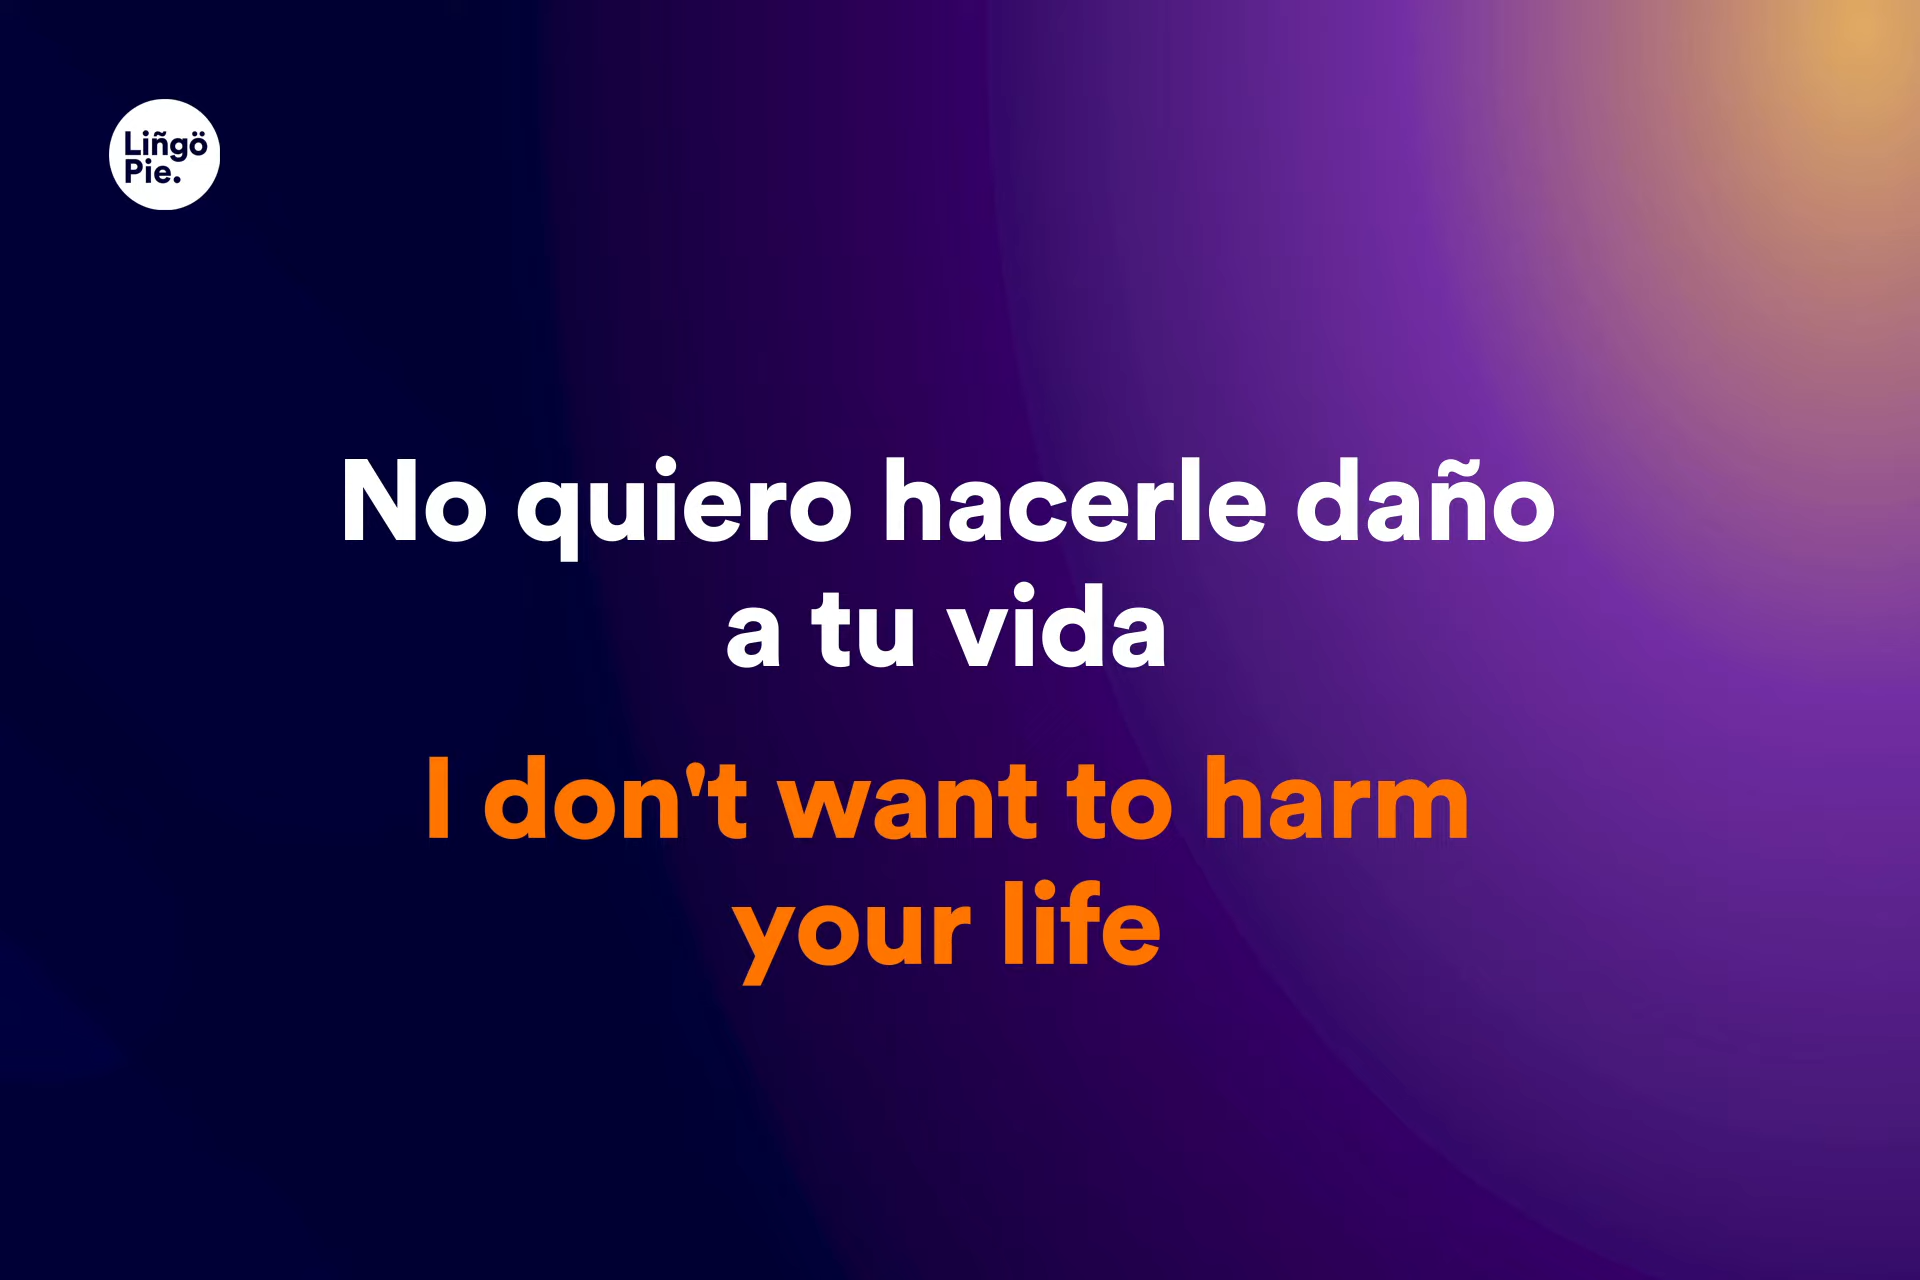 Liñgö
Pie.
No quiero hacerle daño
a tu vida
I don't want to harm
your life